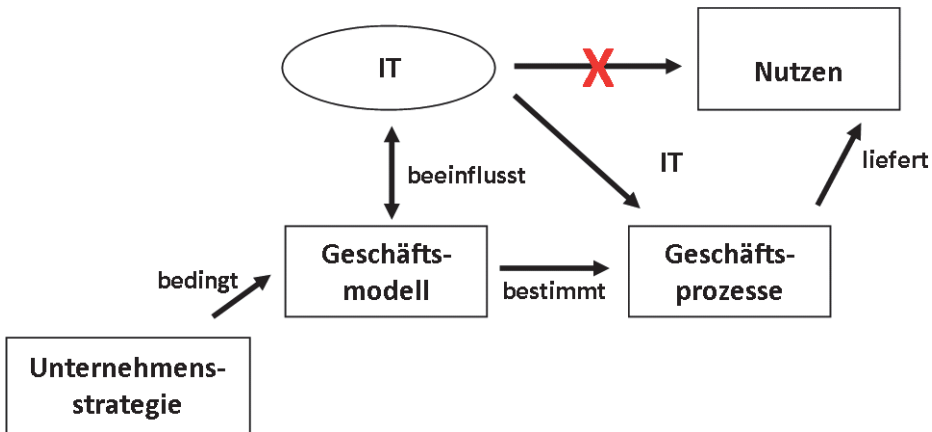 IT
X
Nutzen
beeinflusst
IT
liefert
Geschäfts-
modell
bestimmt
Geschäfts-
prozesse
bedingt
Unternehmens-
strategie